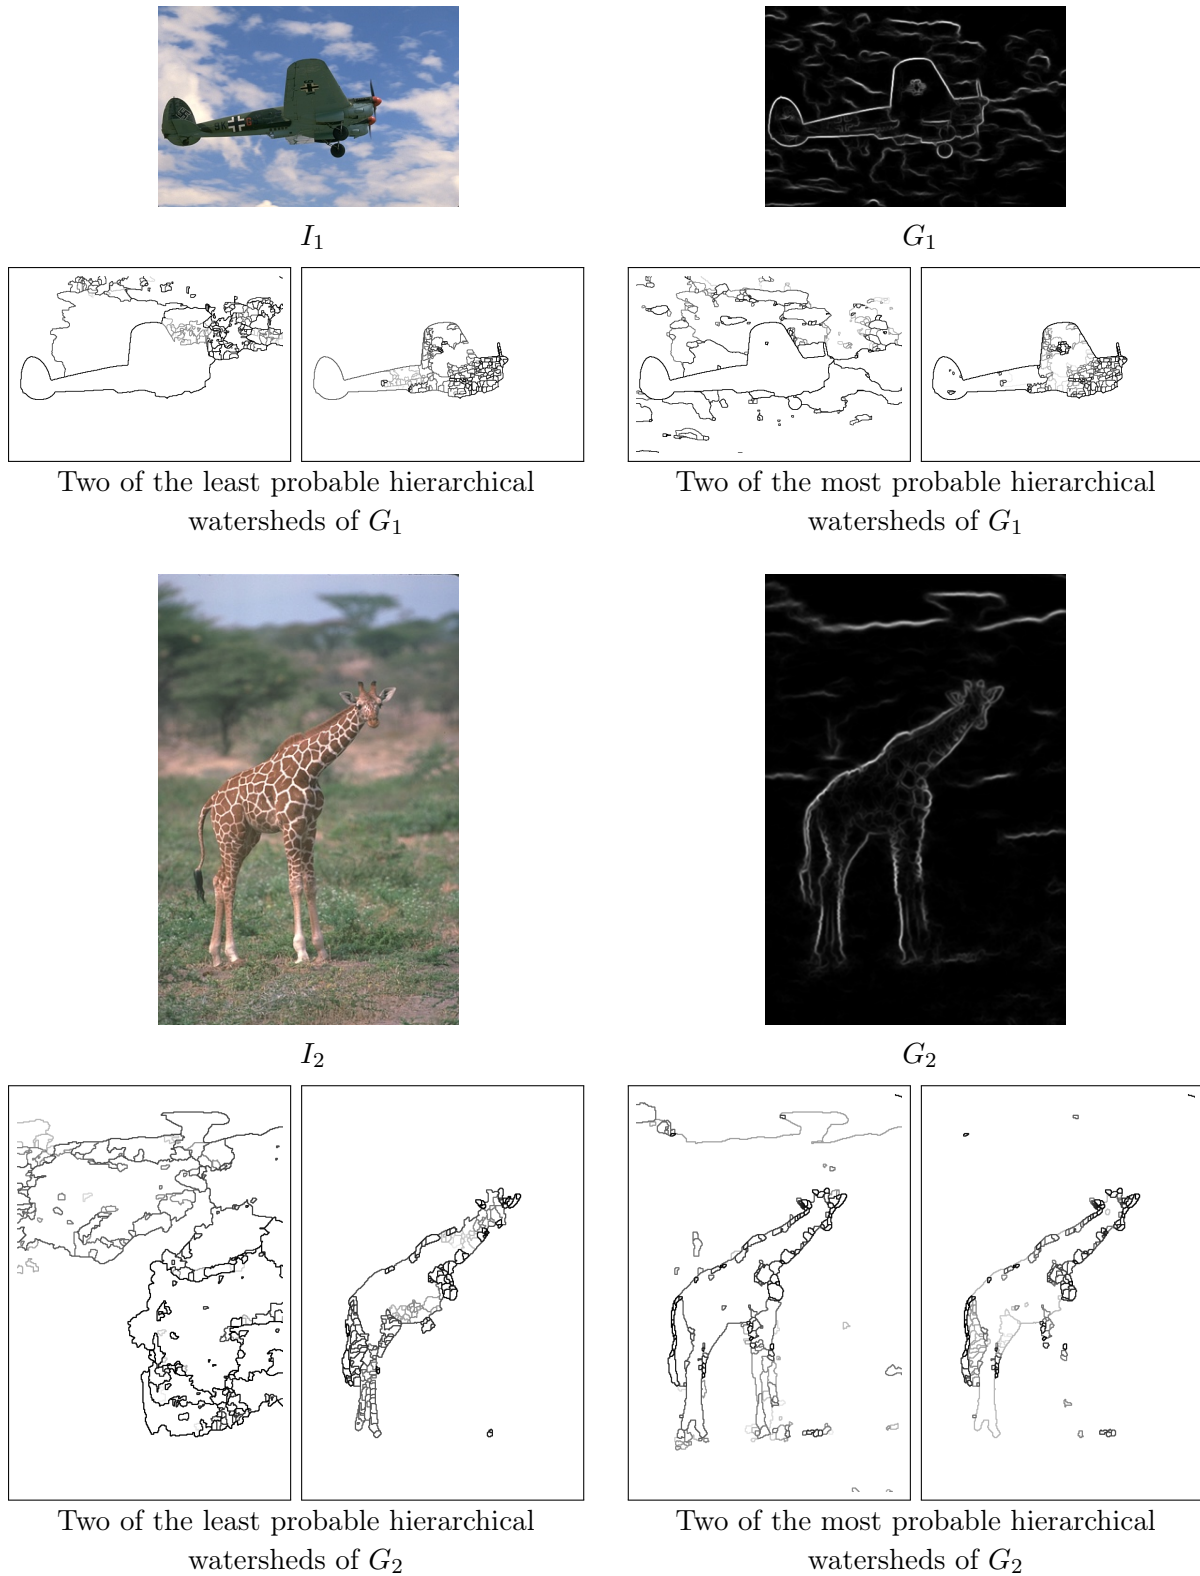 I₁
G₁
Two of the least probable hierarchical
watersheds of G₁
Two of the most probable hierarchical
watersheds of G₁
I₂
G₂
Two of the least probable hierarchical
watersheds of G₂
Two of the most probable hierarchical
watersheds of G₂